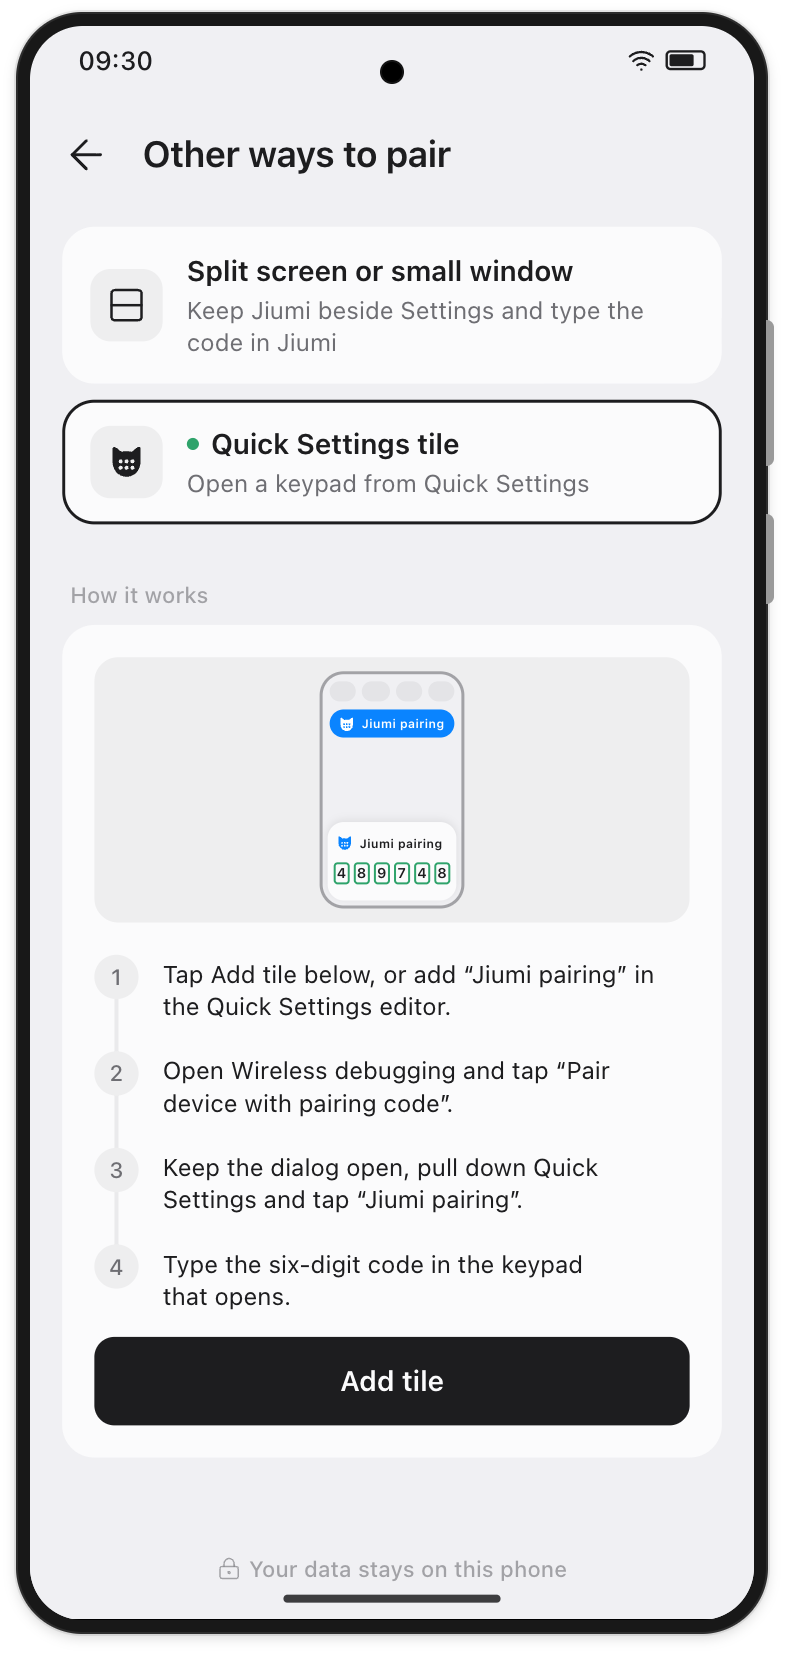 09:30
Other ways to pair
Split screen or small window
Keep Jiumi beside Settings and type the
code in Jiumi
Quick Settings tile
Open a keypad from Quick Settings
How it works
Jiumi pairing
Jiumi pairing
4 8 9 7 4 8
1 Tap Add tile below, or add “Jiumi pairing” in
the Quick Settings editor.
2 Open Wireless debugging and tap “Pair
device with pairing code”.
3 Keep the dialog open, pull down Quick
Settings and tap “Jiumi pairing”.
4 Type the six-digit code in the keypad
that opens.
Add tile
Your data stays on this phone